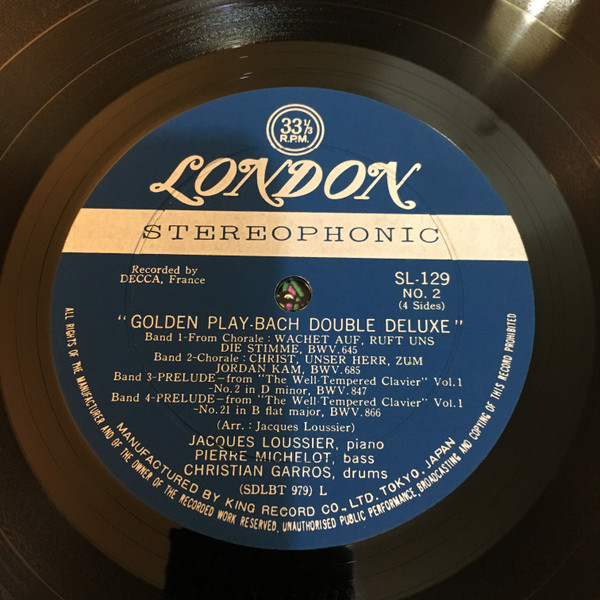 33 1/3
R.P.M.
LONDON
STEREOPHONIC
Recorded by
DECCA, France
SL-129
NO. 2
(4 Sides)
"GOLDEN PLAY-BACH DOUBLE DELUXE"
Band 1-From Chorale : WACHET AUF, RUFT UNS
DIE STIMME, BWV.645
Band 2-Chorale : CHRIST, UNSER HERR, ZUM
JORDAN KAM, BWV.685
Band 3-PRELUDE-from "The Well-Tempered Clavier" Vol.1
-No.2 in D minor, BWV.847
Band 4-PRELUDE-from "The Well-Tempered Clavier" Vol.1
-No.21 in B flat major, BWV.866
(Arr. : Jacques Loussier)
JACQUES LOUSSIER, piano
PIERRE MICHELOT, bass
CHRISTIAN GARROS, drums
(SDLBT 979) L
MANUFACTURED BY KING RECORD CO., LTD. TOKYO, JAPAN
ALL RIGHTS OF THE MANUFACTURER AND OF THE OWNER OF THE RECORDED WORK RESERVED. UNAUTHORISED PUBLIC PERFORMANCE, BROADCASTING AND COPYING OF THIS RECORD PROHIBITED